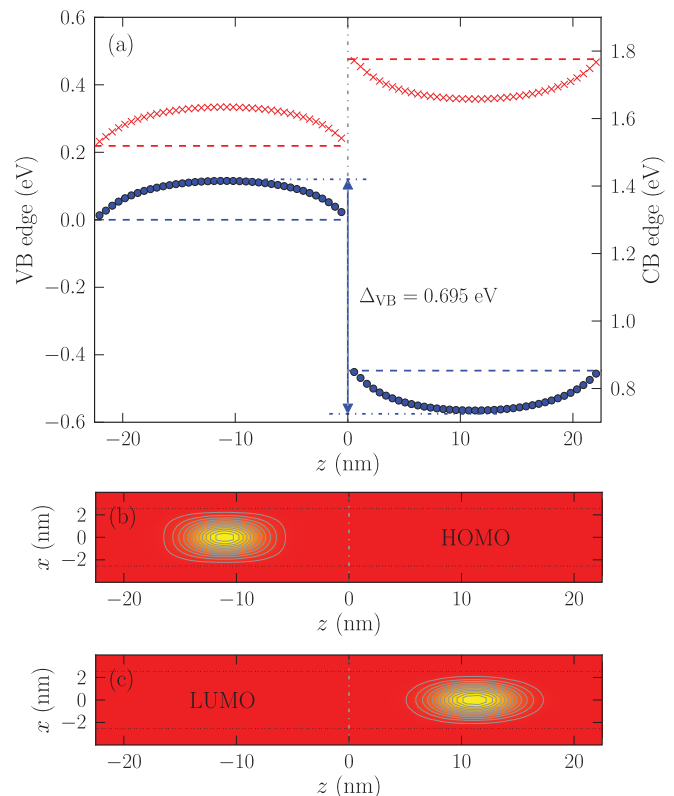 (a)
VB edge (eV)
0.6
0.4
0.2
0.0
−0.2
−0.4
−0.6
CB edge (eV)
1.8
1.6
1.4
1.2
1.0
0.8
Δ_VB = 0.695 eV
−20 −10 0 10 20
z (nm)
(b)
HOMO
x (nm)
2
0
−2
−20 −10 0 10 20
z (nm)
(c)
LUMO
x (nm)
2
0
−2
−20 −10 0 10 20
z (nm)